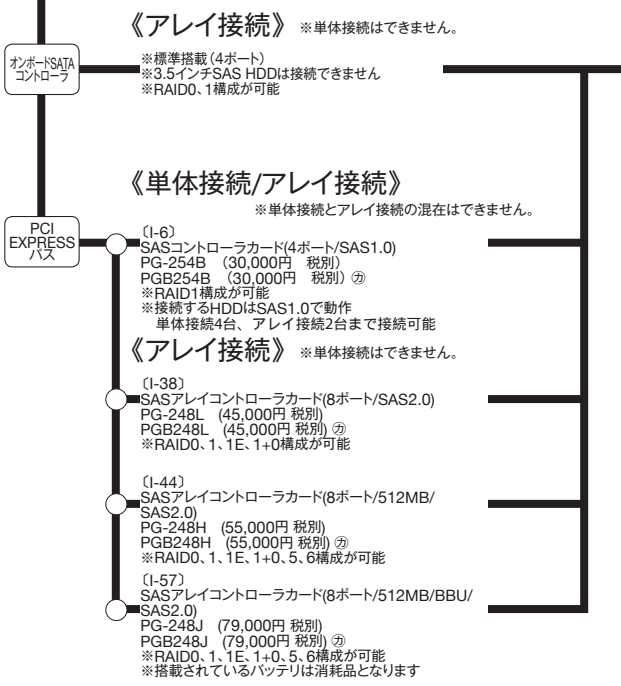 《アレイ接続》 ※単体接続はできません。
オンボードSATA
コントローラ
※標準搭載(4ポート)
※3.5インチSAS HDDは接続できません
※RAID0、1構成が可能
《単体接続/アレイ接続》
※単体接続とアレイ接続の混在はできません。
PCI
EXPRESS
バス
〔I-6〕
SASコントローラカード(4ポート/SAS1.0)
PG-254B （30,000円 税別）
PGB254B （30,000円 税別）㋕
※RAID1構成が可能
※接続するHDDはSAS1.0で動作
単体接続4台、アレイ接続2台まで接続可能
《アレイ接続》 ※単体接続はできません。
〔I-38〕
SASアレイコントローラカード(8ポート/SAS2.0)
PG-248L (45,000円 税別)
PGB248L (45,000円 税別) ㋕
※RAID0、1、1E、1+0構成が可能
〔I-44〕
SASアレイコントローラカード(8ポート/512MB/
SAS2.0)
PG-248H (55,000円 税別)
PGB248H (55,000円 税別) ㋕
※RAID0、1、1E、1+0、5、6構成が可能
〔I-57〕
SASアレイコントローラカード(8ポート/512MB/BBU/
SAS2.0)
PG-248J (79,000円 税別)
PGB248J (79,000円 税別) ㋕
※RAID0、1、1E、1+0、5、6構成が可能
※搭載されているバッテリは消耗品となります